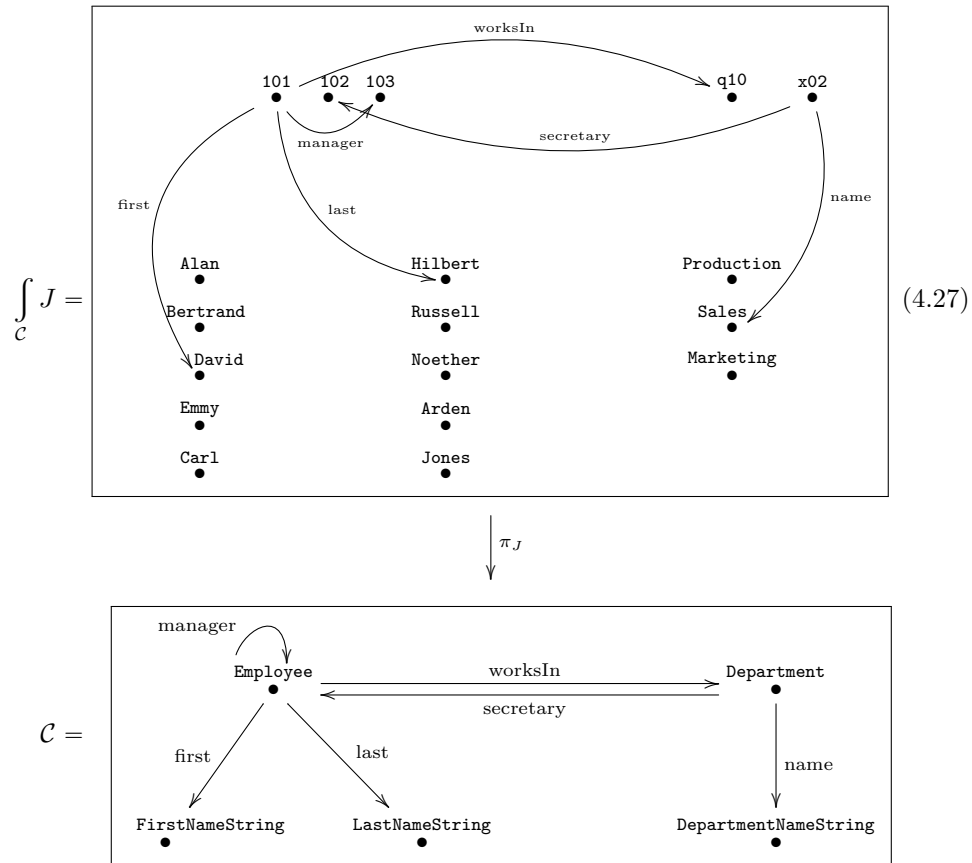 worksIn
101 102 103 q10 x02
secretary
manager
first last name
Alan Hilbert Production
∫ J = (4.27)
C
Bertrand Russell Sales
David Noether Marketing
Emmy Arden
Carl Jones
π_J
manager
Employee worksIn Department
secretary
C =
first last name
FirstNameString LastNameString DepartmentNameString